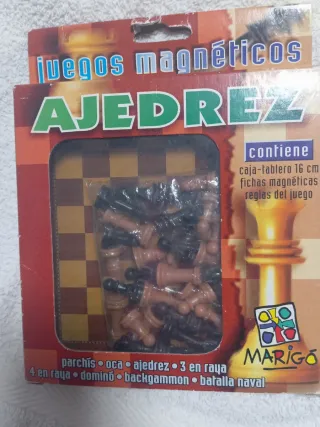 juegos magnéticos
AJEDREZ
contiene
caja-tablero 16 cm
fichas magnéticas
reglas del juego
MARIGÓ
parchís • oca • ajedrez • 3 en raya
4 en raya • dominó • backgammon • batalla naval